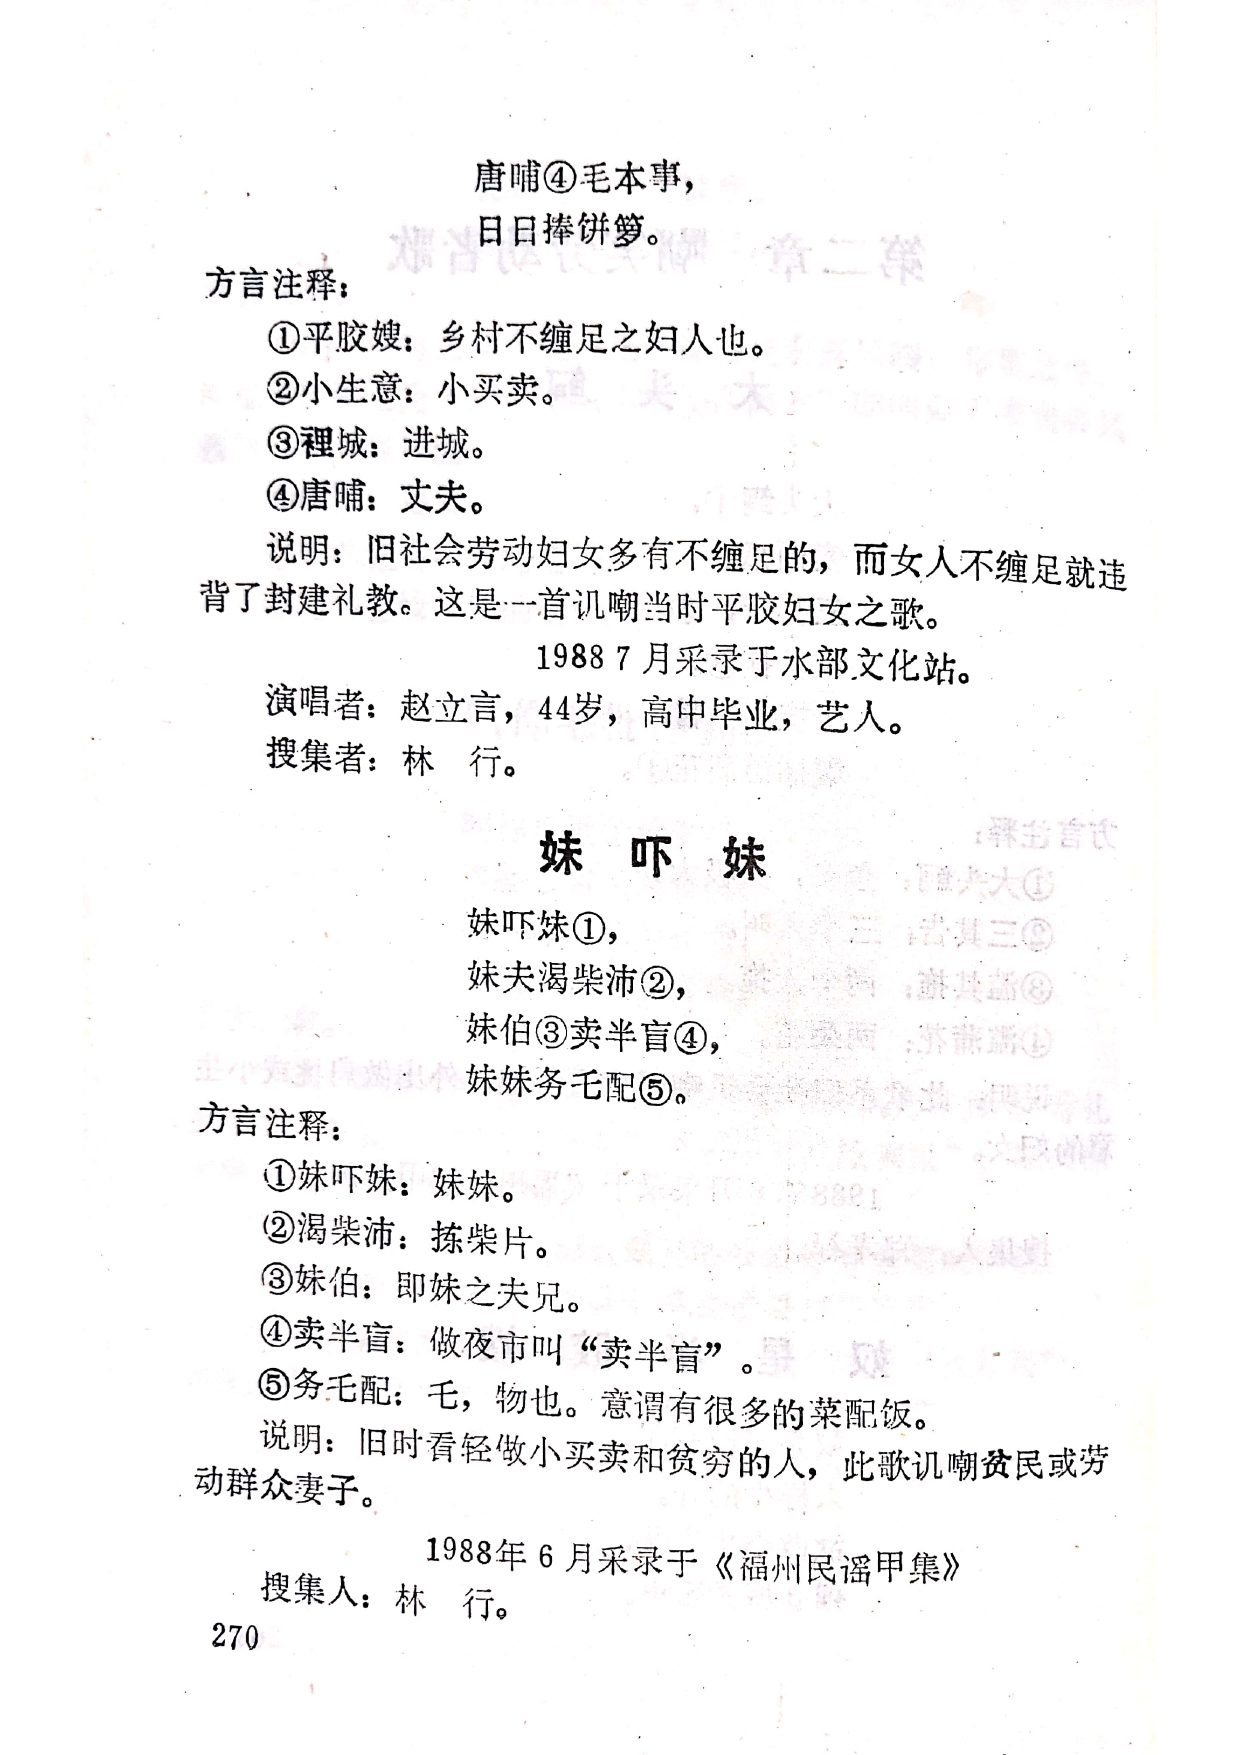 唐哺④毛本事，
日日捧饼箩。
方言注释：
①平胶嫂：乡村不缠足之妇人也。
②小生意：小买卖。
③裡城：进城。
④唐哺：丈夫。
说明：旧社会劳动妇女多有不缠足的，而女人不缠足就违
背了封建礼教。这是一首讥嘲当时平胶妇女之歌。
1988 7 月采录于水部文化站。
演唱者：赵立言，44岁，高中毕业，艺人。
搜集者：林　行。
妹　吓　妹
妹吓妹①，
妹夫渴柴沛②，
妹伯③卖半盲④，
妹妹务乇配⑤。
方言注释：
①妹吓妹：妹妹。
②渴柴沛：拣柴片。
③妹伯：即妹之夫兄。
④卖半盲：做夜市叫“卖半盲”。
⑤务乇配：乇，物也。意谓有很多的菜配饭。
说明：旧时看轻做小买卖和贫穷的人，此歌讥嘲贫民或劳
动群众妻子。
1988年 6 月采录于《福州民谣甲集》
搜集人：林　行。
270